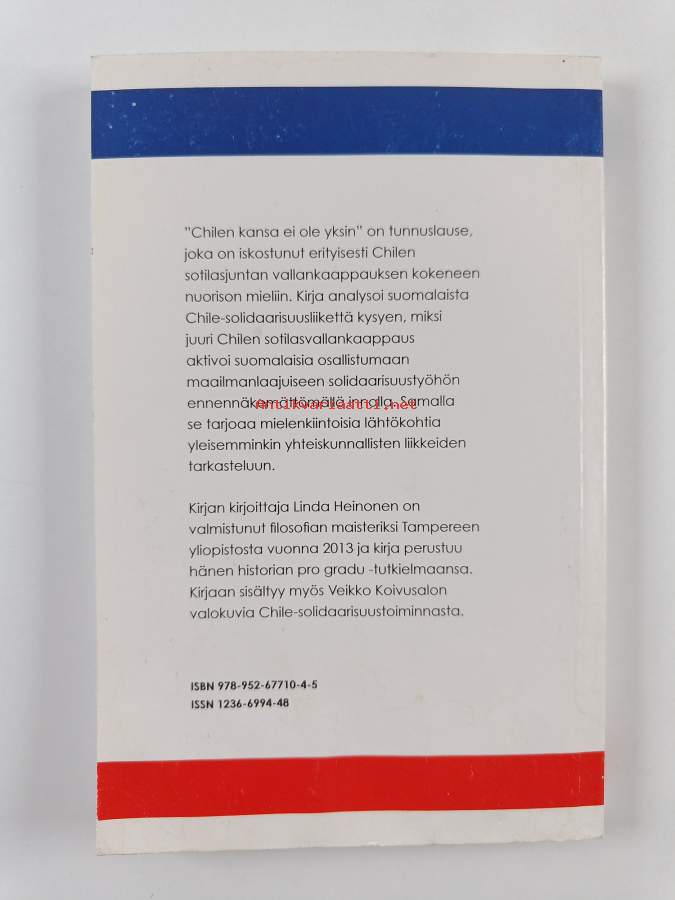 "Chilen kansa ei ole yksin" on tunnuslause,
joka on iskostunut erityisesti Chilen
sotilasjuntan vallankaappauksen kokeneen
nuorison mieliin. Kirja analysoi suomalaista
Chile-solidaarisuusliikettä kysyen, miksi
juuri Chilen sotilasvallankaappaus
aktivoi suomalaisia osallistumaan
maailmanlaajuiseen solidaarisuustyöhön
ennennäkemättömällä innolla. Samalla
Antikvariaatti.net
se tarjoaa mielenkiintoisia lähtökohtia
yleisemminkin yhteiskunnallisten liikkeiden
tarkasteluun.
Kirjan kirjoittaja Linda Heinonen on
valmistunut filosofian maisteriksi Tampereen
yliopistosta vuonna 2013 ja kirja perustuu
hänen historian pro gradu -tutkielmaansa.
Kirjaan sisältyy myös Veikko Koivusalon
valokuvia Chile-solidaarisuustoiminnasta.
ISBN 978-952-67710-4-5
ISSN 1236-6994-48